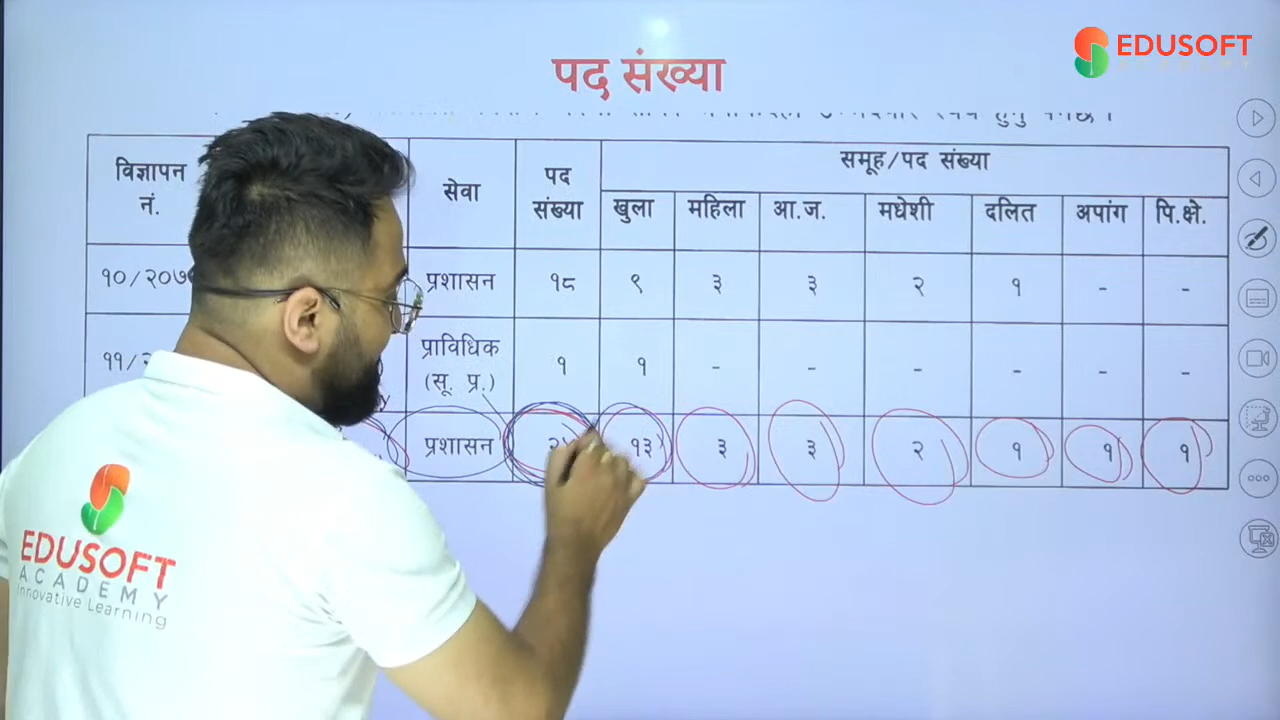 EDUSOFT
ACADEMY
पद संख्या
विज्ञापन नं. सेवा पद संख्या समूह/पद संख्या
खुला महिला आ.ज. मधेशी दलित अपांग पि.क्षे.
प्रशासन १८ ९ ३ ३ २ १ - -
प्राविधिक (सू. प्र.) १ १ - - - - - -
प्रशासन १३ ३ ३ २ १ १ १
EDUSOFT
ACADEMY
Innovative Learning